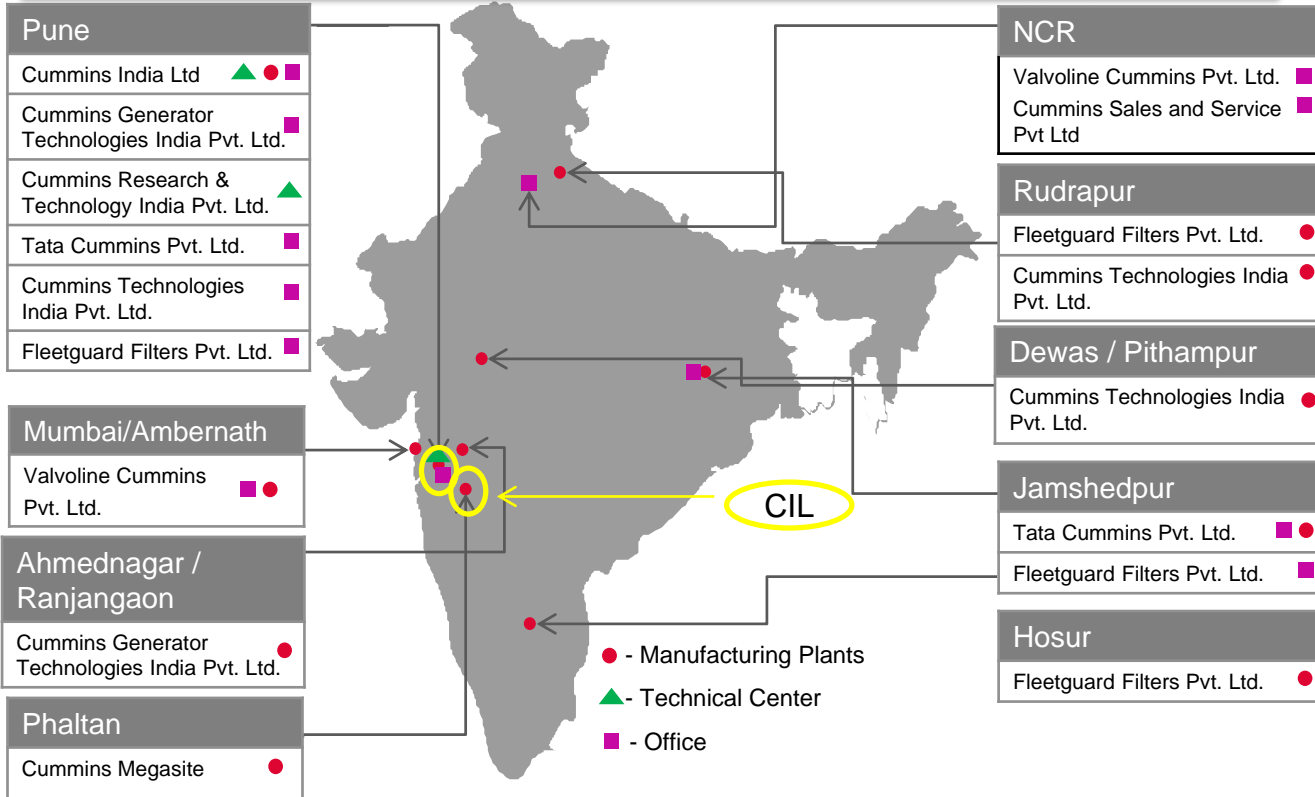 Pune
Cummins India Ltd
Cummins Generator
Technologies India Pvt. Ltd.
Cummins Research &
Technology India Pvt. Ltd.
Tata Cummins Pvt. Ltd.
Cummins Technologies
India Pvt. Ltd.
Fleetguard Filters Pvt. Ltd.
Mumbai/Ambernath
Valvoline Cummins
Pvt. Ltd.
Ahmednagar /
Ranjangaon
Cummins Generator
Technologies India Pvt. Ltd.
Phaltan
Cummins Megasite
CIL
- Manufacturing Plants
- Technical Center
- Office
NCR
Valvoline Cummins Pvt. Ltd.
Cummins Sales and Service
Pvt Ltd
Rudrapur
Fleetguard Filters Pvt. Ltd.
Cummins Technologies India
Pvt. Ltd.
Dewas / Pithampur
Cummins Technologies India
Pvt. Ltd.
Jamshedpur
Tata Cummins Pvt. Ltd.
Fleetguard Filters Pvt. Ltd.
Hosur
Fleetguard Filters Pvt. Ltd.